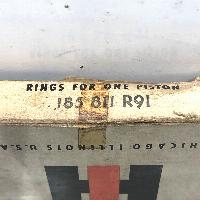 RINGS FOR ONE PISTON
185 811 R91
CHICAGO ILLINOIS U.S.A